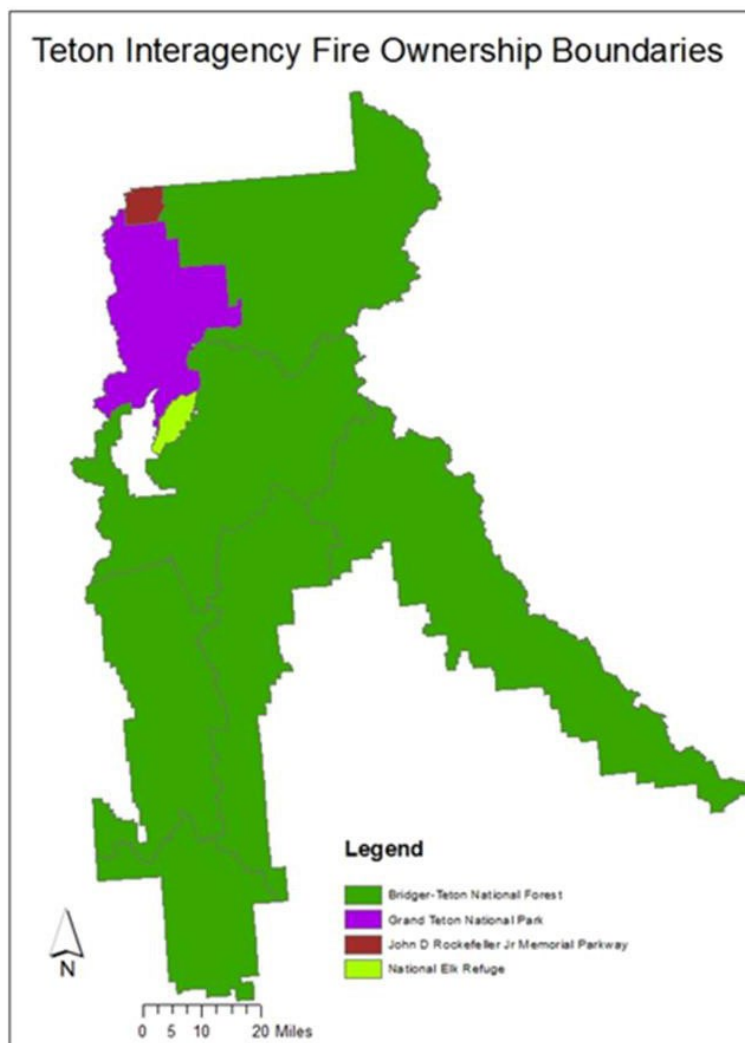 Teton Interagency Fire Ownership Boundaries
Legend
Bridger-Teton National Forest
Grand Teton National Park
John D Rockefeller Jr Memorial Parkway
National Elk Refuge
N
0 5 10 20 Miles